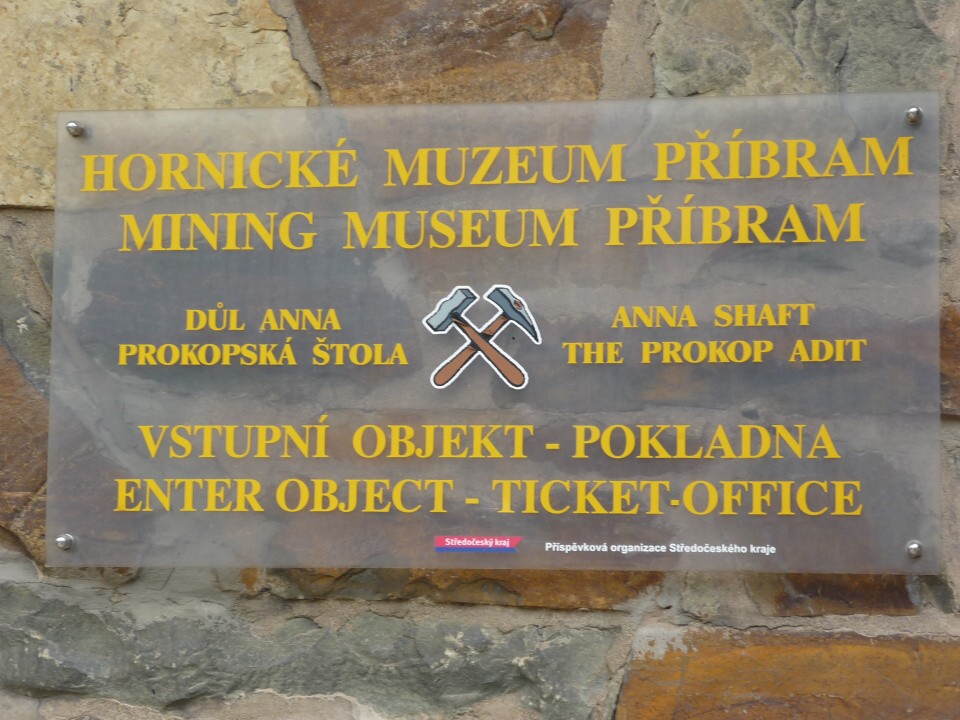 HORNICKÉ MUZEUM PŘÍBRAM
MINING MUSEUM PŘÍBRAM
DŮL ANNA
PROKOPSKÁ ŠTOLA
ANNA SHAFT
THE PROKOP ADIT
VSTUPNÍ OBJEKT - POKLADNA
ENTER OBJECT - TICKET-OFFICE
Středočeský kraj
Příspěvková organizace Středočeského kraje